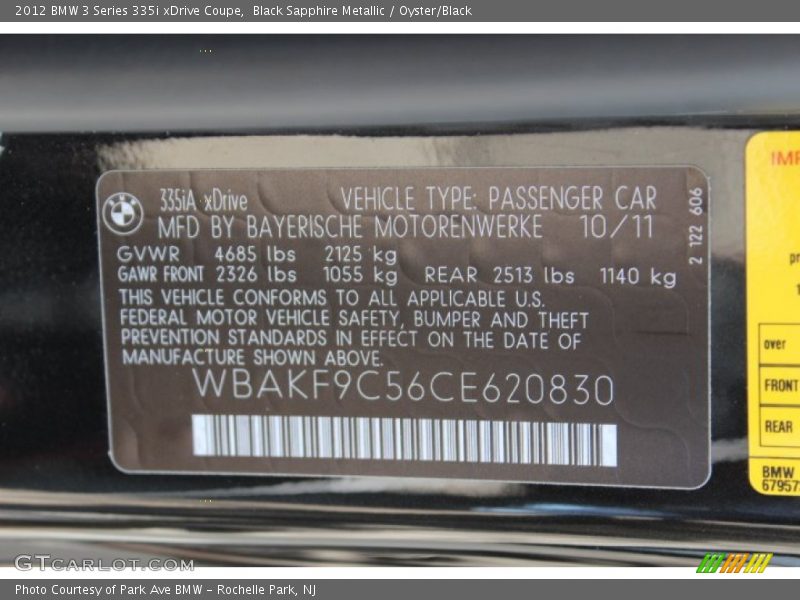 2012 BMW 3 Series 335i xDrive Coupe, Black Sapphire Metallic / Oyster/Black
335iA xDrive VEHICLE TYPE: PASSENGER CAR
MFD BY BAYERISCHE MOTORENWERKE 10/11
GVWR 4685 lbs 2125 kg
GAWR FRONT 2326 lbs 1055 kg REAR 2513 lbs 1140 kg
THIS VEHICLE CONFORMS TO ALL APPLICABLE U.S.
FEDERAL MOTOR VEHICLE SAFETY, BUMPER AND THEFT
PREVENTION STANDARDS IN EFFECT ON THE DATE OF
MANUFACTURE SHOWN ABOVE.
WBAKF9C56CE620830
2 122 606
over
FRONT
REAR
BMW
GTCARLOT.COM
Photo Courtesy of Park Ave BMW - Rochelle Park, NJ